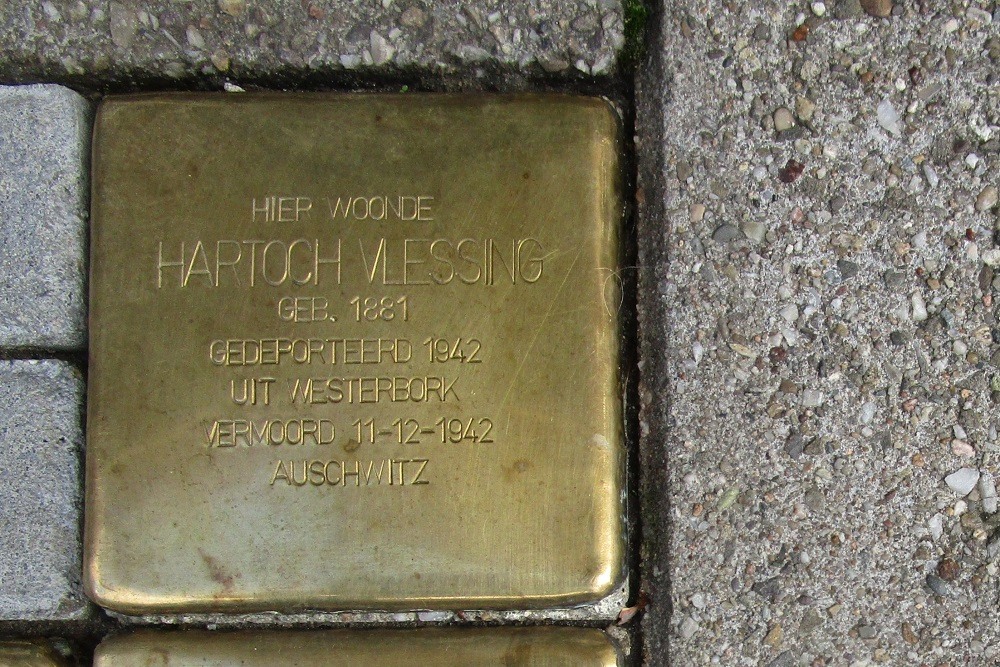 HIER WOONDE
HARTOCH VLESSING
GEB. 1881
GEDEPORTEERD 1942
UIT WESTERBORK
VERMOORD 11-12-1942
AUSCHWITZ